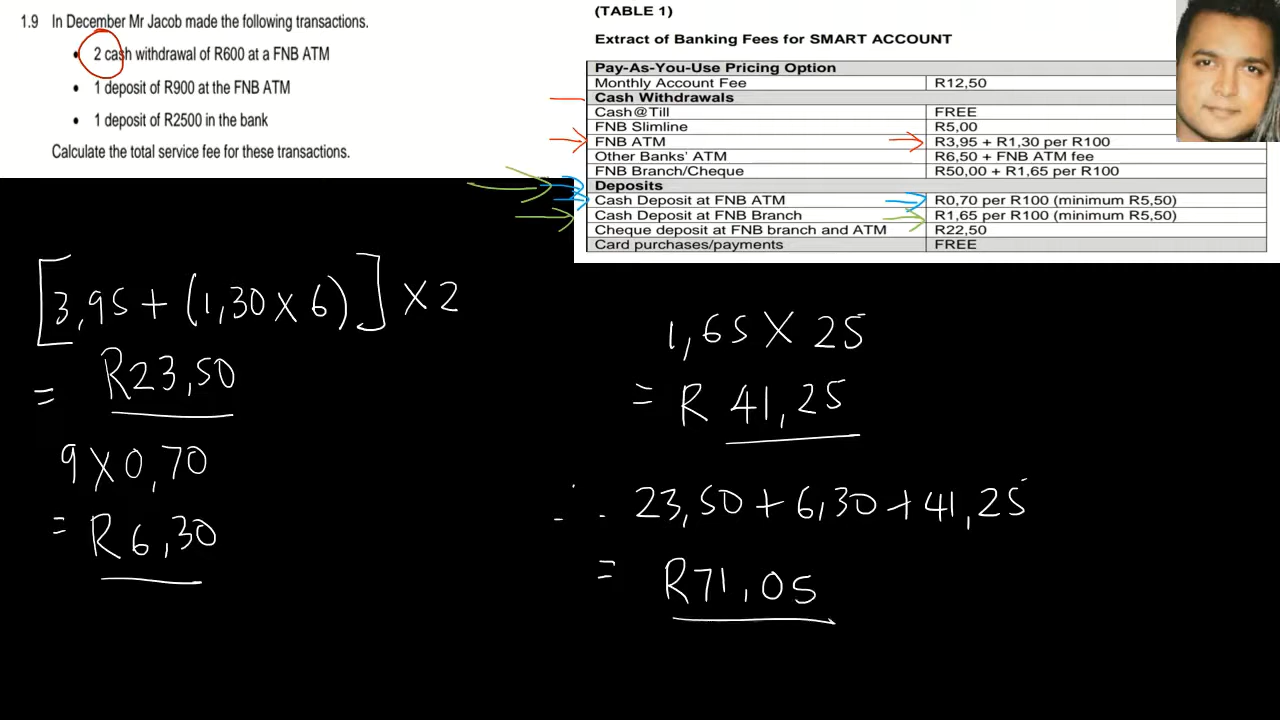 1.9 In December Mr Jacob made the following transactions.
• 2 cash withdrawal of R600 at a FNB ATM
• 1 deposit of R900 at the FNB ATM
• 1 deposit of R2500 in the bank
Calculate the total service fee for these transactions.
(TABLE 1)
Extract of Banking Fees for SMART ACCOUNT
Pay-As-You-Use Pricing Option
Monthly Account Fee R12,50
Cash Withdrawals
Cash@Till FREE
FNB Slimline R5,00
FNB ATM R3,95 + R1,30 per R100
Other Banks' ATM R6,50 + FNB ATM fee
FNB Branch/Cheque R50,00 + R1,65 per R100
Deposits
Cash Deposit at FNB ATM R0,70 per R100 (minimum R5,50)
Cash Deposit at FNB Branch R1,65 per R100 (minimum R5,50)
Cheque deposit at FNB branch and ATM R22,50
Card purchases/payments FREE
[3,95 + (1,30 × 6)] × 2
= R23,50
9 × 0,70
= R6,30
1,65 × 25
= R 41,25
∴ 23,50 + 6,30 + 41,25
= R71,05